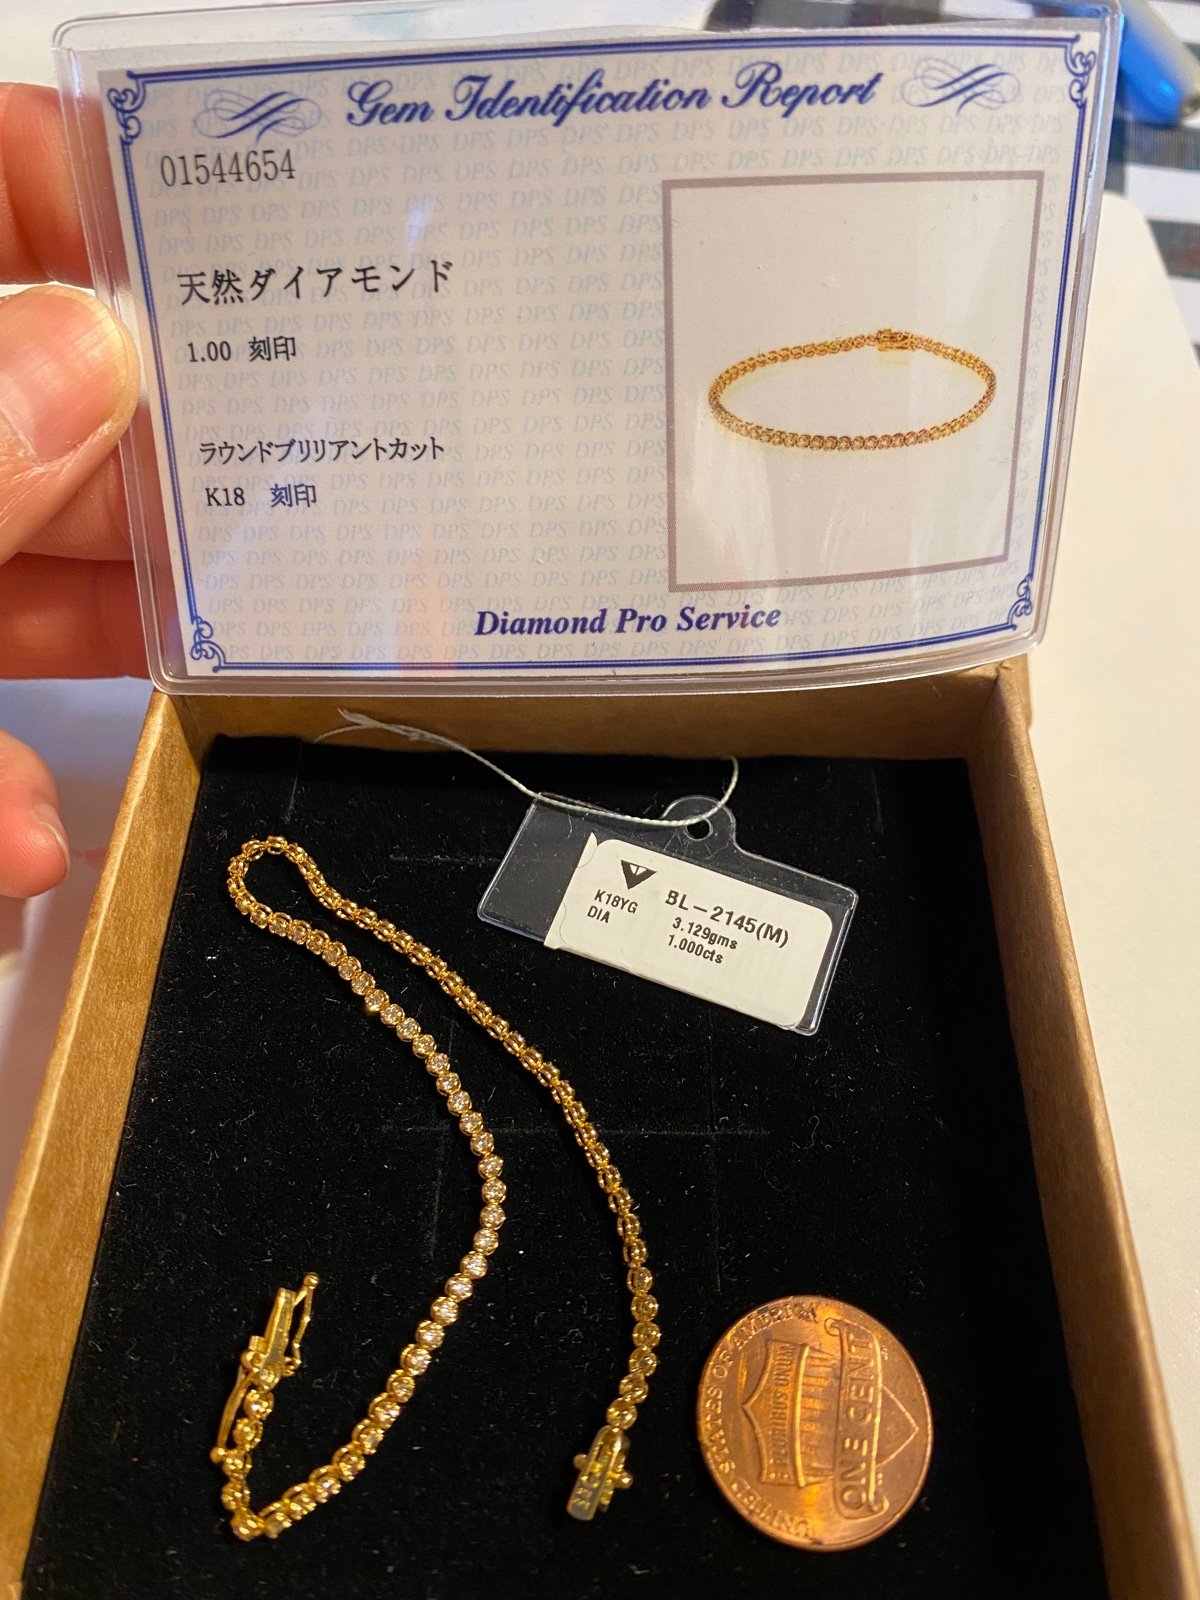 Gem Identification Report
01544654
天然ダイアモンド
1.00 刻印
ラウンドブリリアントカット
K18 刻印
Diamond Pro Service
K18YG
DIA
BL-2145(M)
3.129gms
1.000cts
UNITED STATES OF AMERICA
E PLURIBUS UNUM
ONE CENT